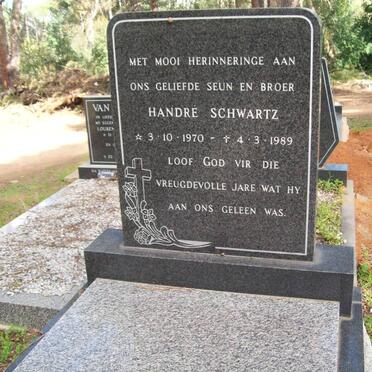 MET MOOI HERINNERINGE AAN
ONS GELIEFDE SEUN EN BROER
HANDRE SCHWARTZ
☆ 3·10·1970 - ✝ 4·3·1989
LOOF GOD VIR DIE
VREUGDEVOLLE JARE WAT HY
AAN ONS GELEEN WAS.
VAN